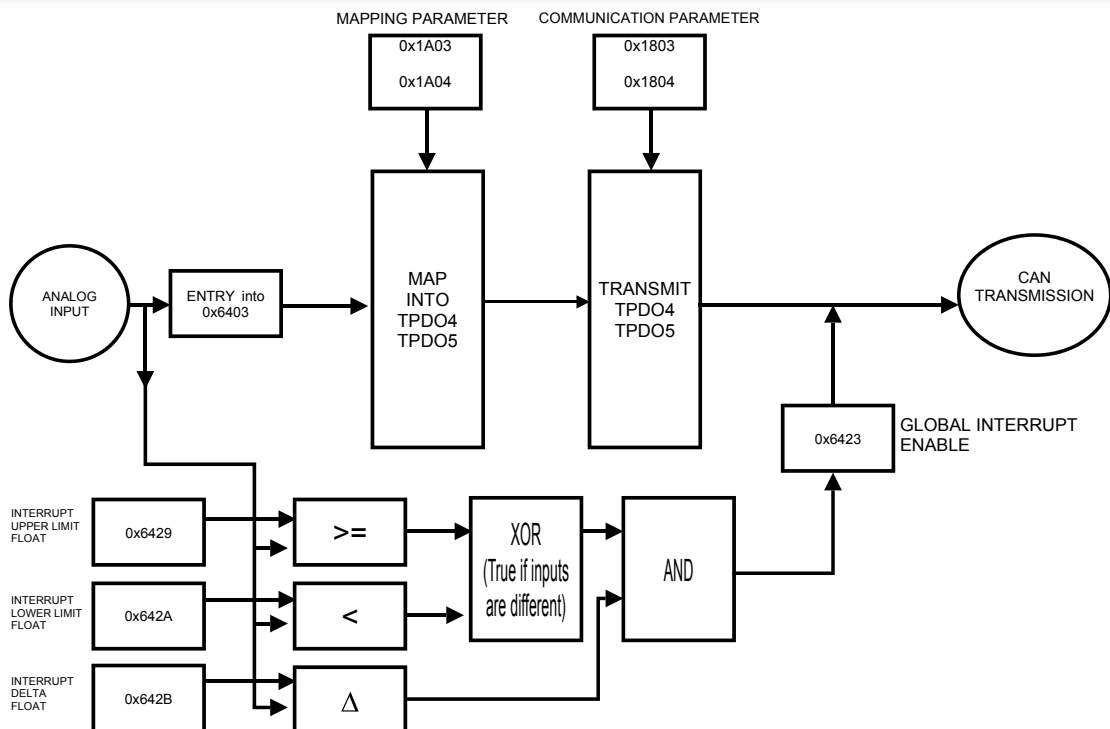 MAPPING PARAMETER
COMMUNICATION PARAMETER
0x1A03
0x1A04
0x1803
0x1804
ANALOG
INPUT
ENTRY into
0x6403
MAP
INTO
TPDO4
TPDO5
TRANSMIT
TPDO4
TPDO5
CAN
TRANSMISSION
0x6423
GLOBAL INTERRUPT
ENABLE
INTERRUPT
UPPER LIMIT
FLOAT
0x6429
>=
XOR
(True if inputs
are different)
AND
INTERRUPT
LOWER LIMIT
FLOAT
0x642A
<
INTERRUPT
DELTA
FLOAT
0x642B
Δ